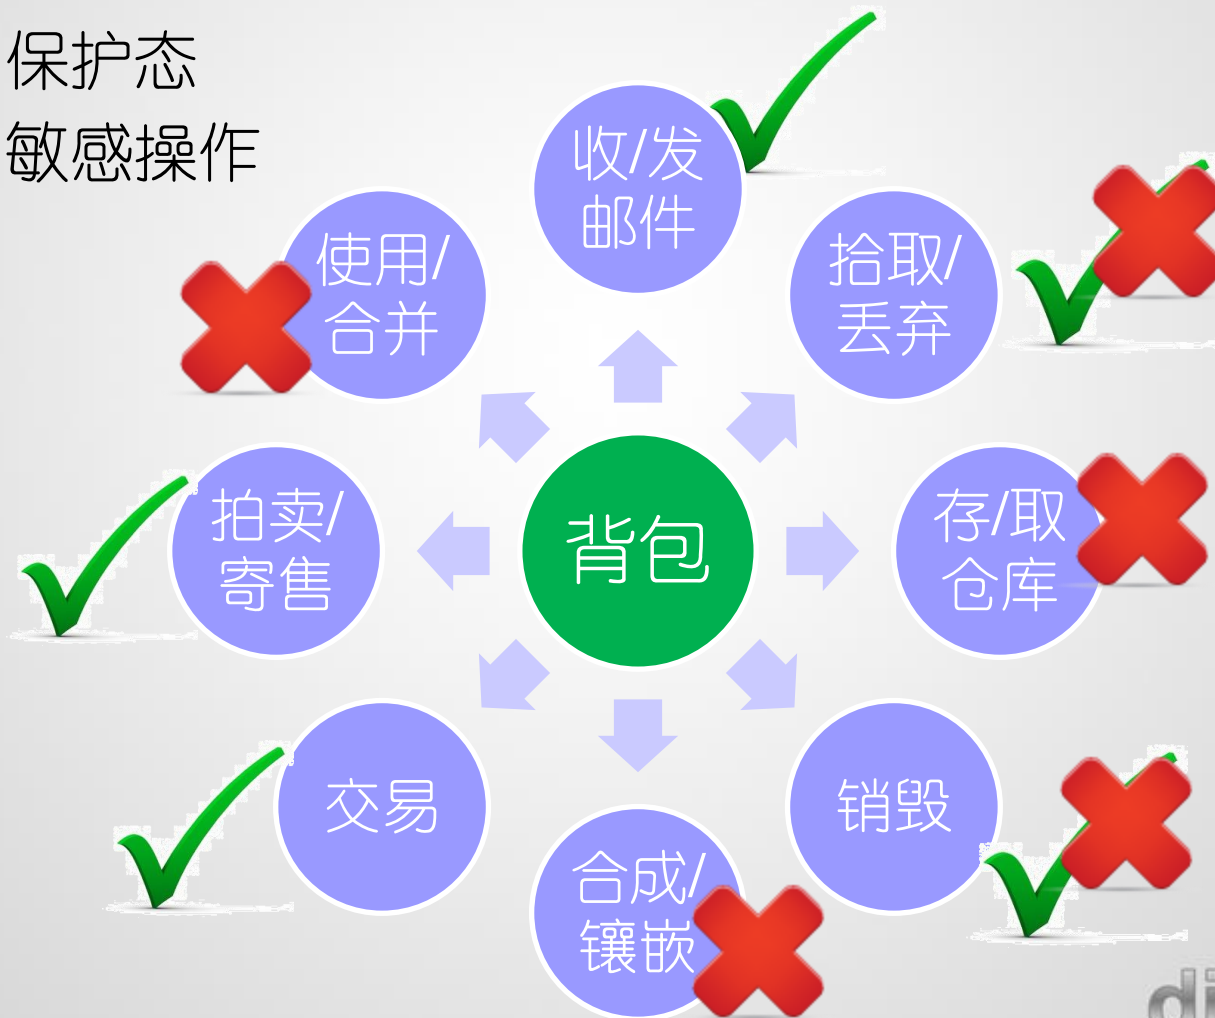 保护态
敏感操作
收/发
邮件
使用/
合并
拾取/
丢弃
拍卖/
寄售
背包
存/取
仓库
交易
销毁
合成/
镶嵌
di